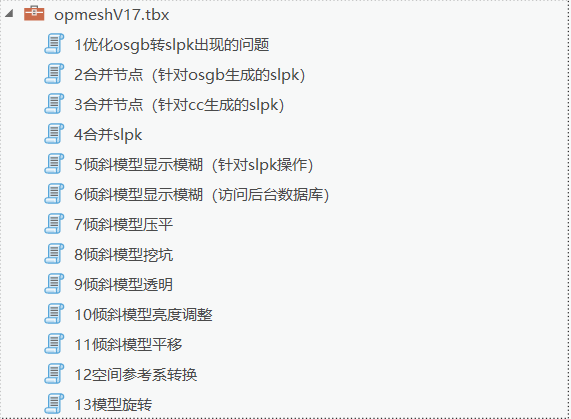 opmeshV17.tbx
1优化osgb转slpk出现的问题
2合并节点（针对osgb生成的slpk）
3合并节点（针对cc生成的slpk）
4合并slpk
5倾斜模型显示模糊（针对slpk操作）
6倾斜模型显示模糊（访问后台数据库）
7倾斜模型压平
8倾斜模型挖坑
9倾斜模型透明
10倾斜模型亮度调整
11倾斜模型平移
12空间参考系转换
13模型旋转